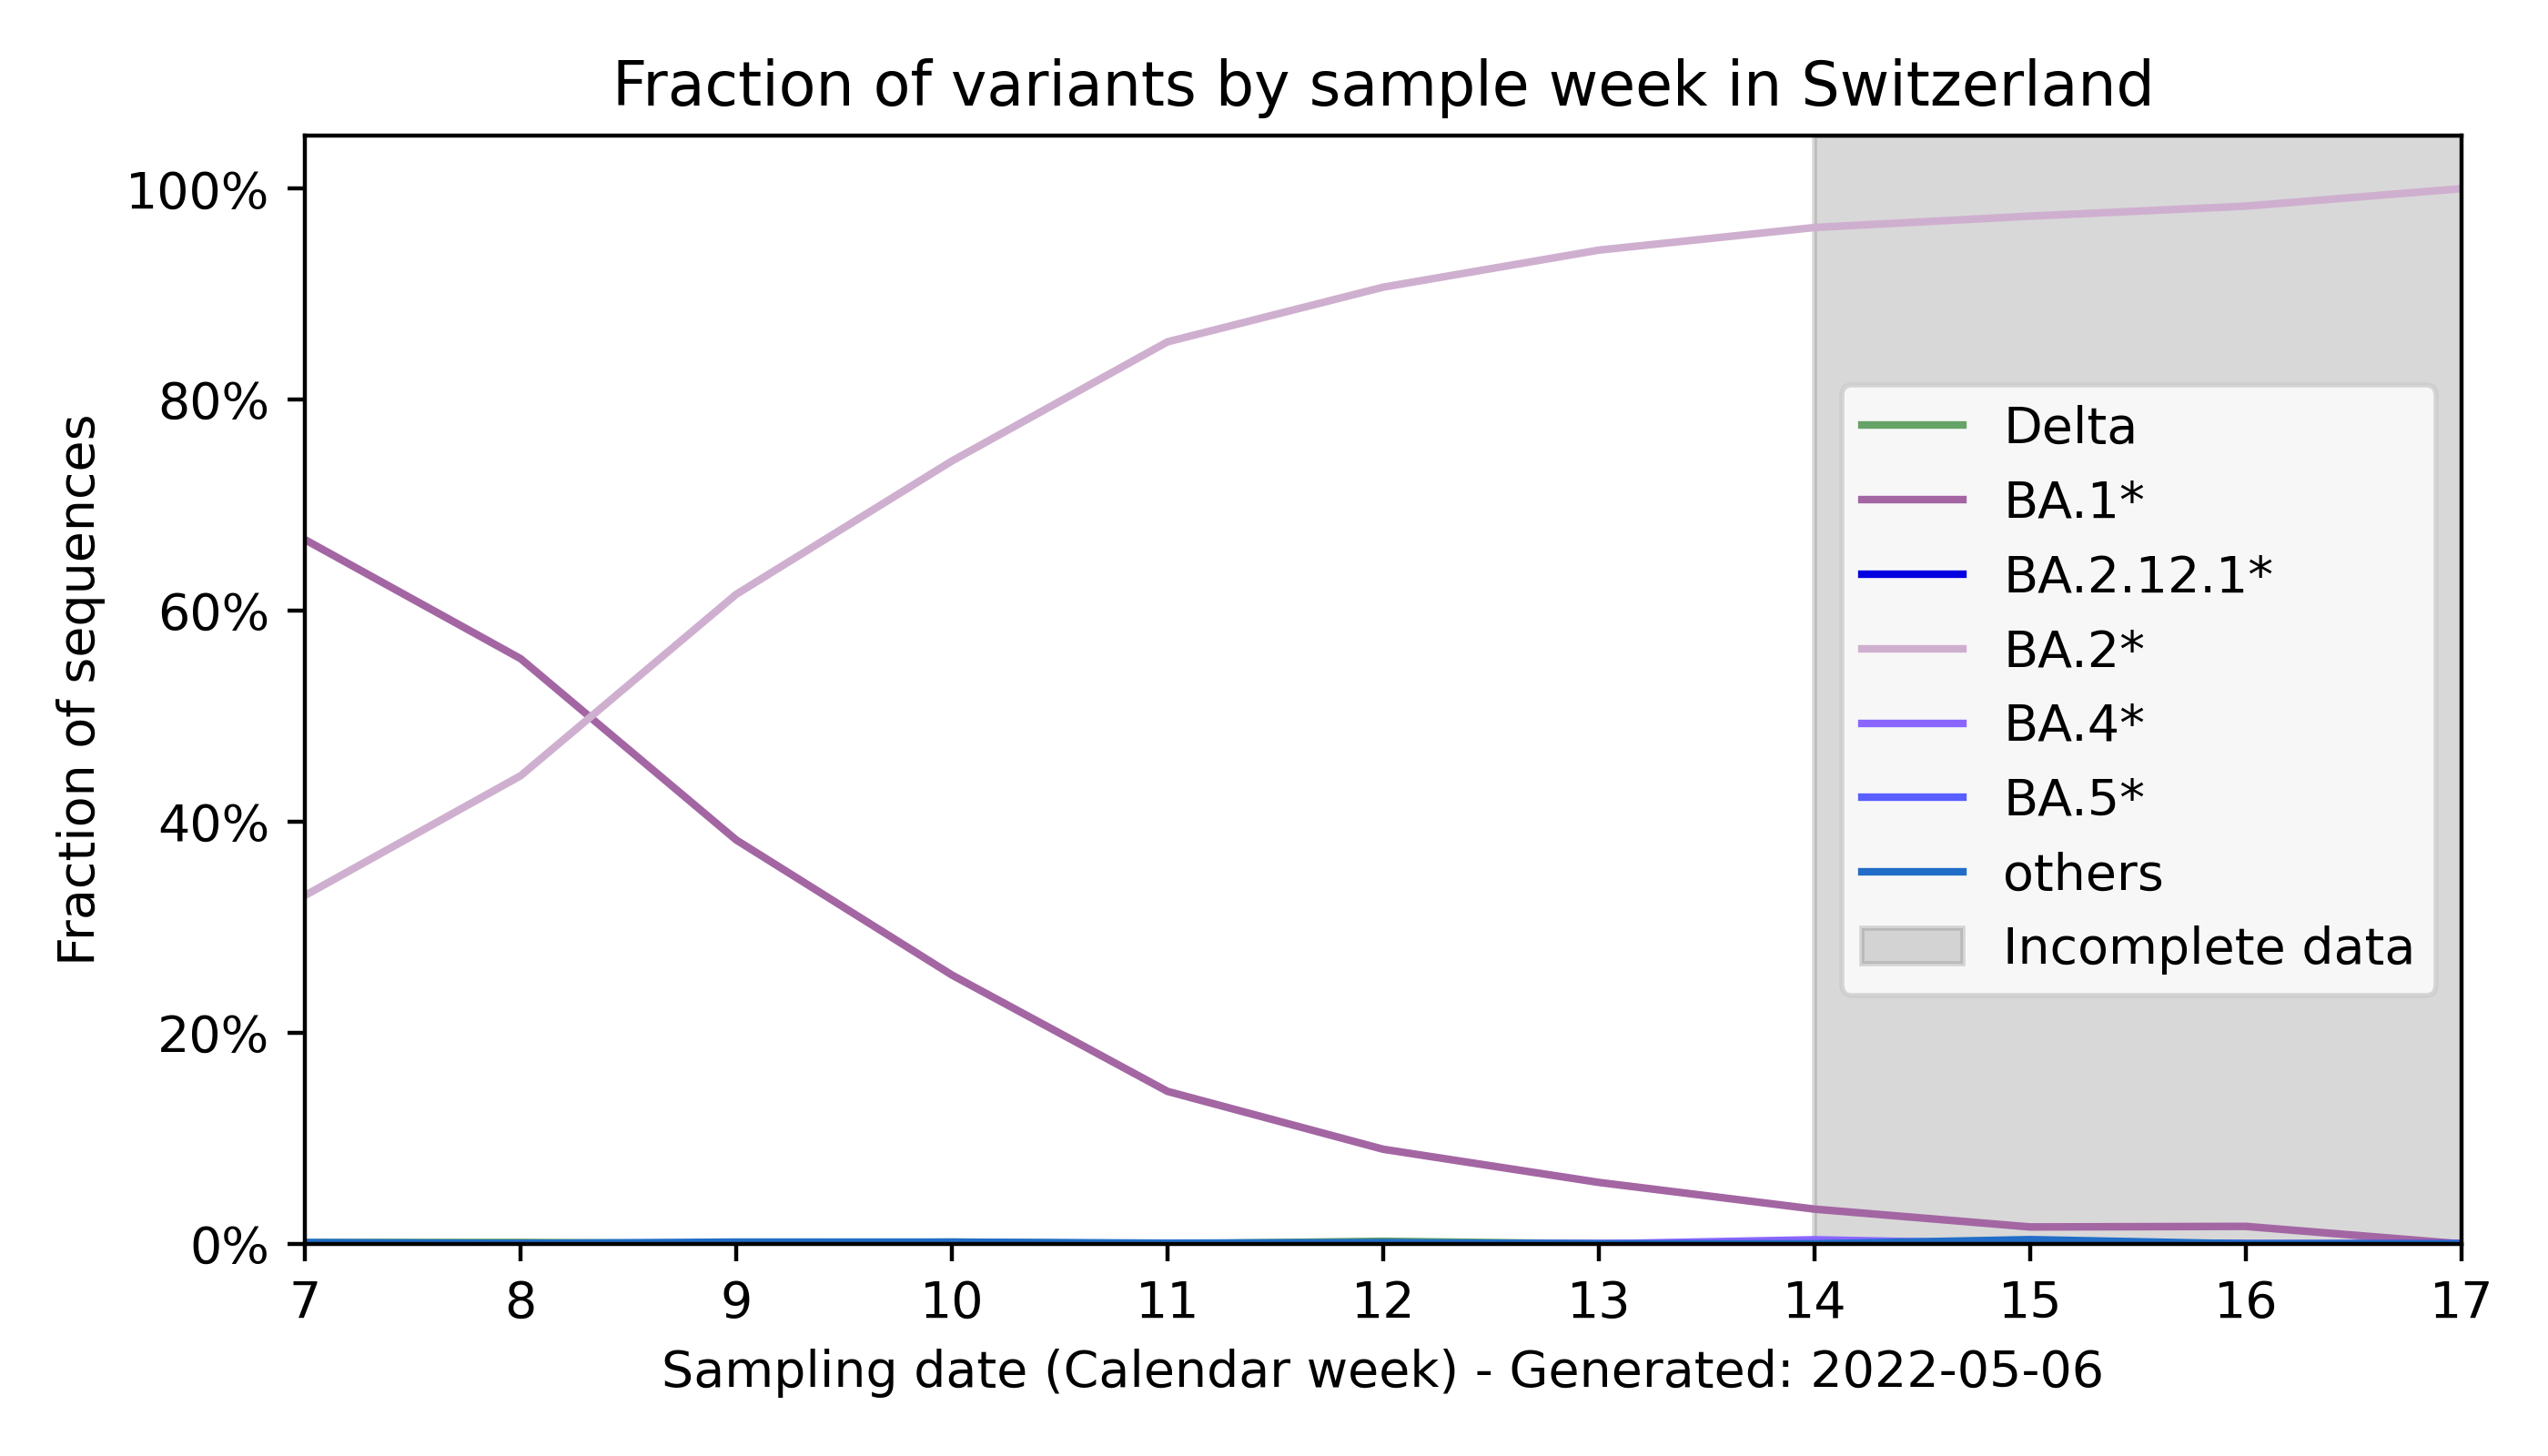 Fraction of variants by sample week in Switzerland
Fraction of sequences
100%
80%
60%
40%
20%
0%
Delta
BA.1*
BA.2.12.1*
BA.2*
BA.4*
BA.5*
others
Incomplete data
7 8 9 10 11 12 13 14 15 16 17
Sampling date (Calendar week) - Generated: 2022-05-06